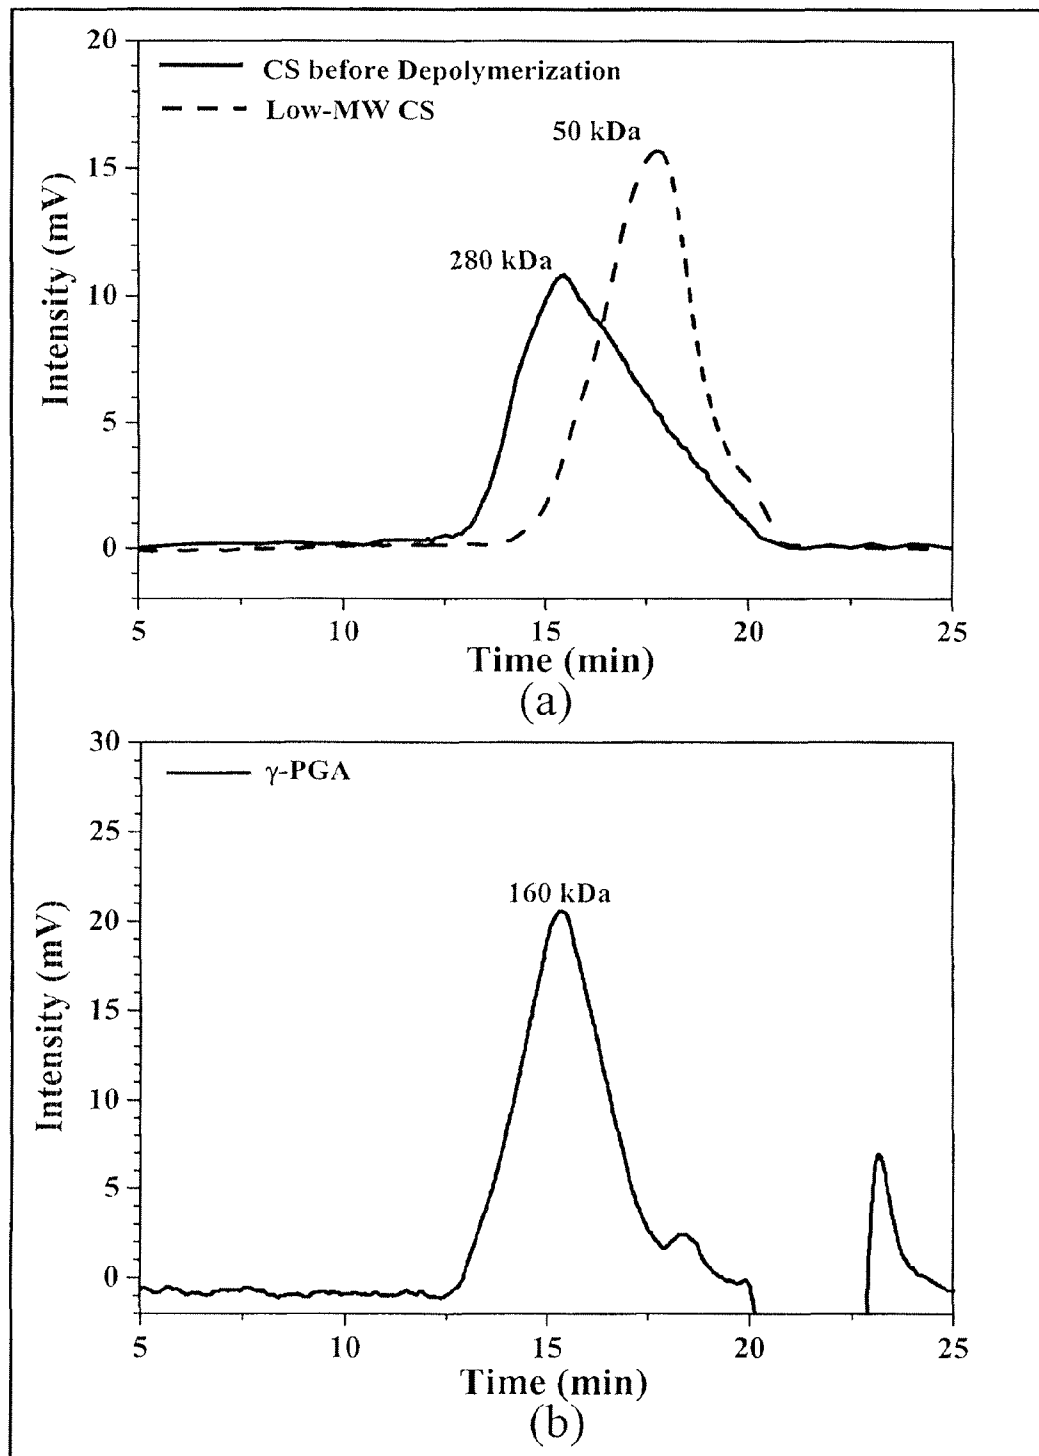 20
CS before Depolymerization
Low-MW CS
50 kDa
15
280 kDa
10
5
0
Intensity (mV)
5 10 15 20 25
Time (min)
(a)
30
γ-PGA
25
160 kDa
20
15
10
5
0
Intensity (mV)
5 10 15 20 25
Time (min)
(b)